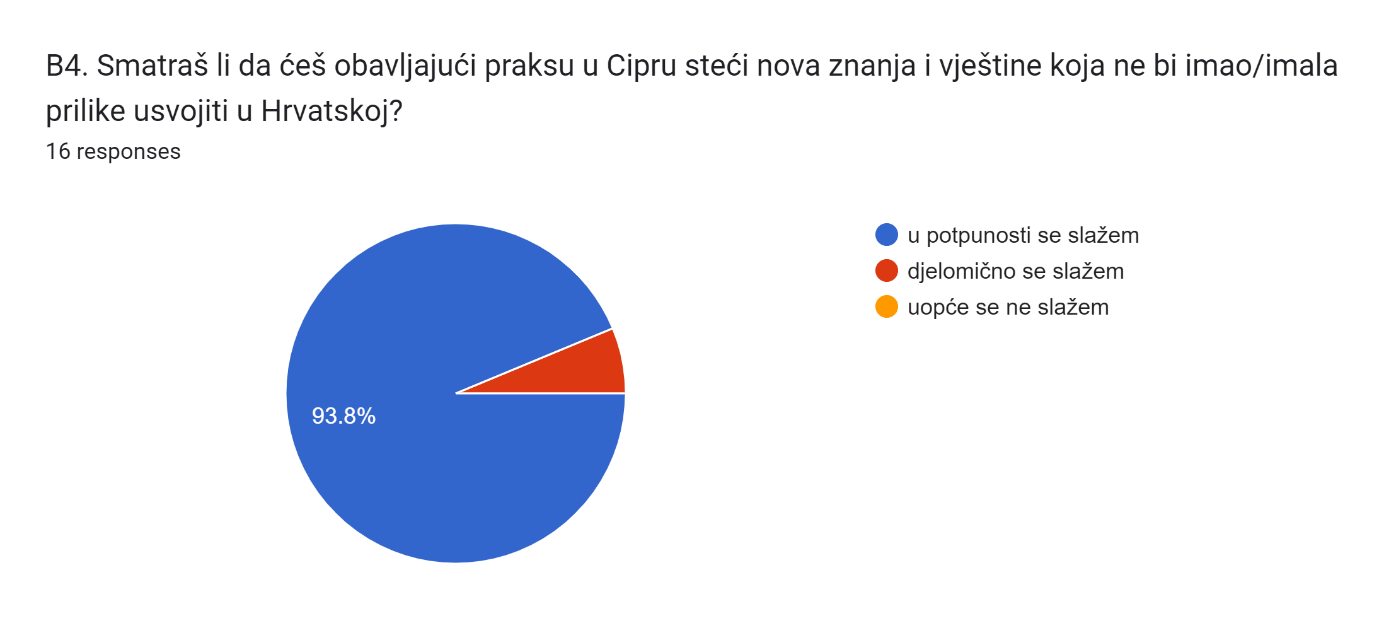 B4. Smatraš li da ćeš obavljajući praksu u Cipru steći nova znanja i vještine koja ne bi imao/imala
prilike usvojiti u Hrvatskoj?
16 responses
u potpunosti se slažem
djelomično se slažem
uopće se ne slažem
93.8%